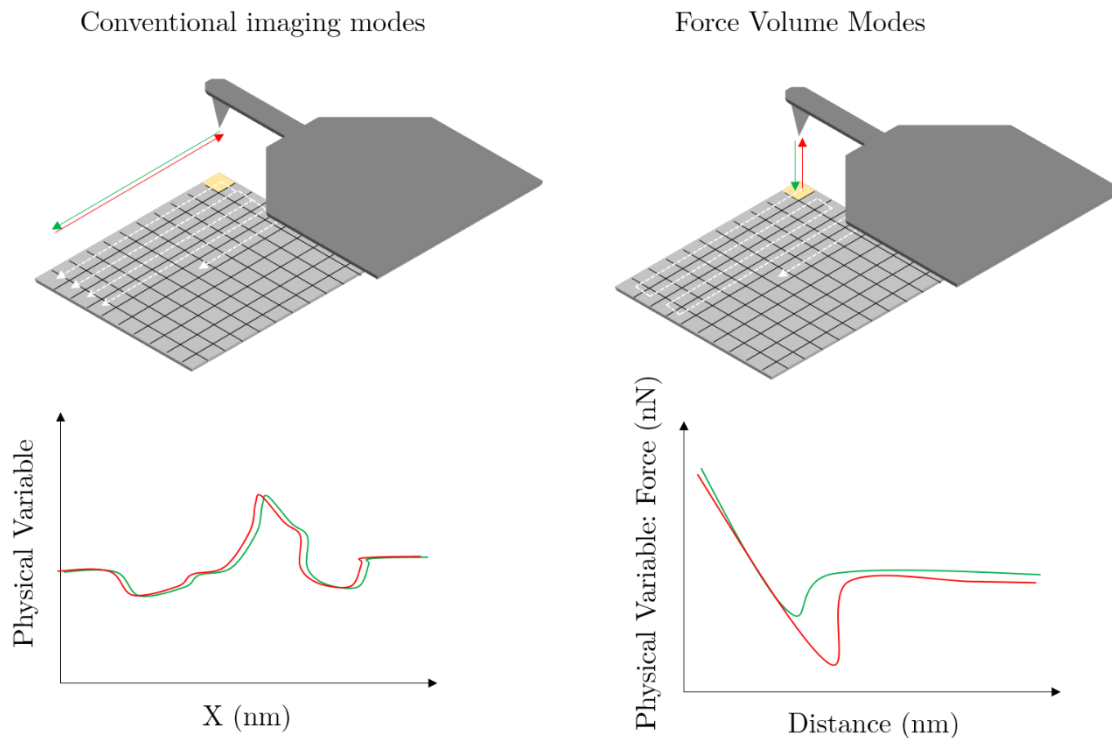 Conventional imaging modes
Force Volume Modes
Physical Variable
X (nm)
Physical Variable: Force (nN)
Distance (nm)